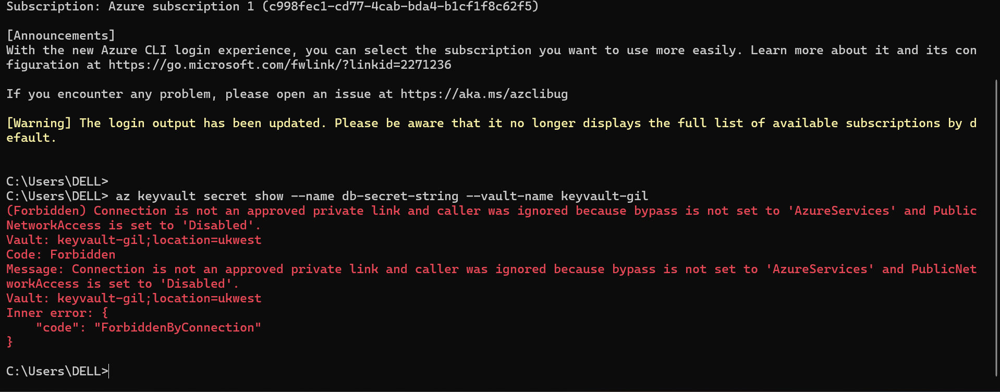 Subscription: Azure subscription 1 (c998fec1-cd77-4cab-bda4-b1cf1f8c62f5)
[Announcements]
With the new Azure CLI login experience, you can select the subscription you want to use more easily. Learn more about it and its con
figuration at https://go.microsoft.com/fwlink/?linkid=2271236
If you encounter any problem, please open an issue at https://aka.ms/azclibug
[Warning] The login output has been updated. Please be aware that it no longer displays the full list of available subscriptions by d
efault.
C:\Users\DELL>
C:\Users\DELL> az keyvault secret show --name db-secret-string --vault-name keyvault-gil
(Forbidden) Connection is not an approved private link and caller was ignored because bypass is not set to 'AzureServices' and Public
NetworkAccess is set to 'Disabled'.
Vault: keyvault-gil;location=ukwest
Code: Forbidden
Message: Connection is not an approved private link and caller was ignored because bypass is not set to 'AzureServices' and PublicNet
workAccess is set to 'Disabled'.
Vault: keyvault-gil;location=ukwest
Inner error: {
    "code": "ForbiddenByConnection"
}
C:\Users\DELL>